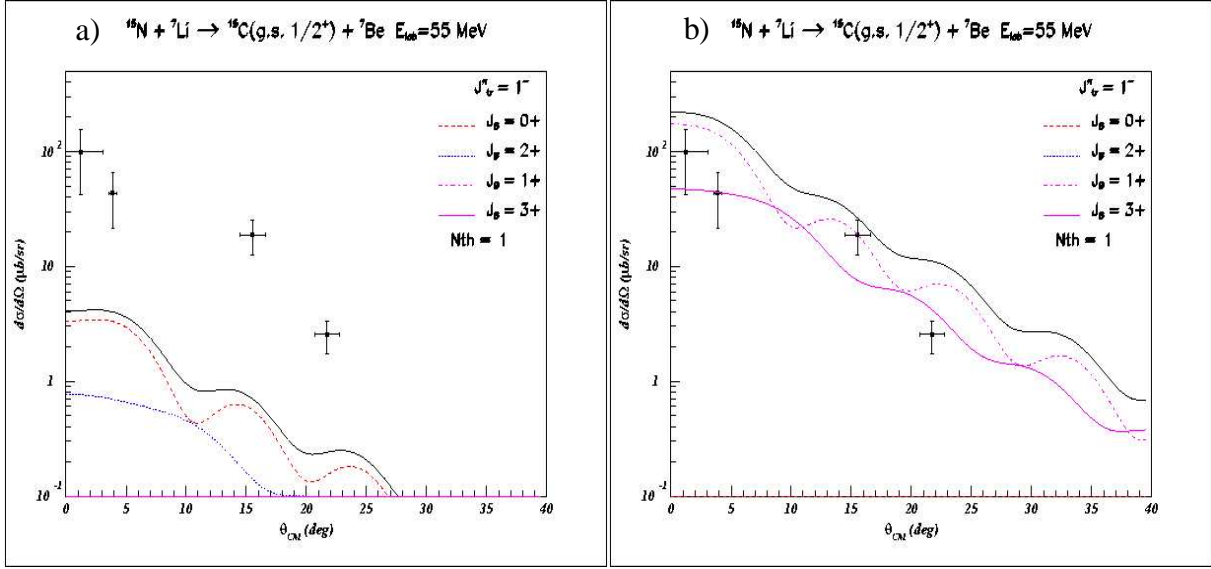 a) ¹⁵N + ⁷Li → ¹⁵C(g.s. 1/2⁺) + ⁷Be E_lab=55 MeV
J^π_tr = 1⁻
J_B = 0+
J_B = 2+
J_B = 1+
J_B = 3+
Nth = 1
dσ/dΩ (μb/sr)
10²
10
1
10⁻¹
0 5 10 15 20 25 30 35 40
θ_CM (deg)
b) ¹⁵N + ⁷Li → ¹⁵C(g.s. 1/2⁺) + ⁷Be E_lab=55 MeV
J^π_tr = 1⁻
J_B = 0+
J_B = 2+
J_B = 1+
J_B = 3+
Nth = 1
dσ/dΩ (μb/sr)
10²
10
1
10⁻¹
0 5 10 15 20 25 30 35 40
θ_CM (deg)